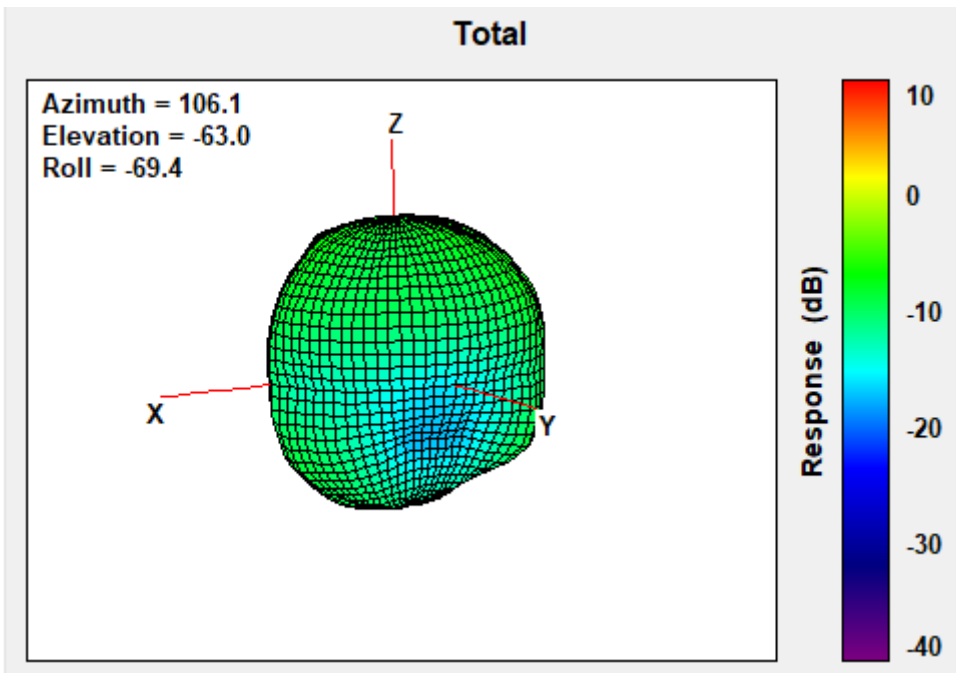 Total
Azimuth = 106.1
Elevation = -63.0
Roll = -69.4
Z
X
Y
Response (dB)
10
0
-10
-20
-30
-40